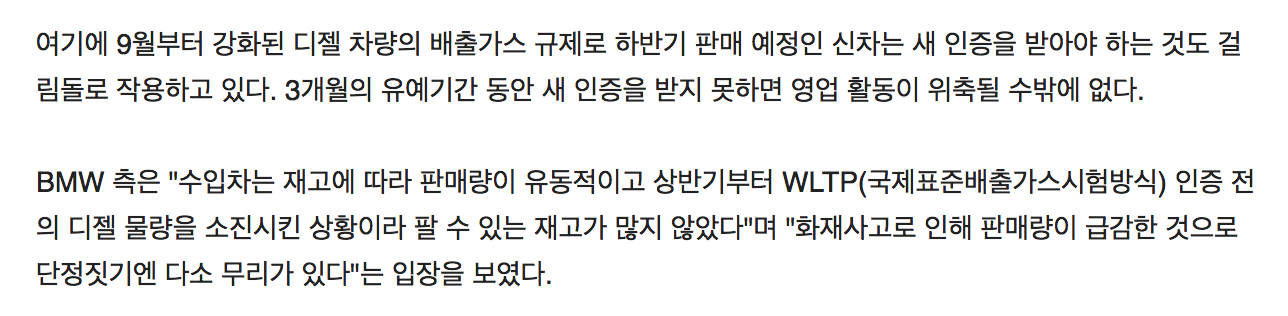 여기에 9월부터 강화된 디젤 차량의 배출가스 규제로 하반기 판매 예정인 신차는 새 인증을 받아야 하는 것도 걸
림돌로 작용하고 있다. 3개월의 유예기간 동안 새 인증을 받지 못하면 영업 활동이 위축될 수밖에 없다.
BMW 측은 "수입차는 재고에 따라 판매량이 유동적이고 상반기부터 WLTP(국제표준배출가스시험방식) 인증 전
의 디젤 물량을 소진시킨 상황이라 팔 수 있는 재고가 많지 않았다"며 "화재사고로 인해 판매량이 급감한 것으로
단정짓기엔 다소 무리가 있다"는 입장을 보였다.